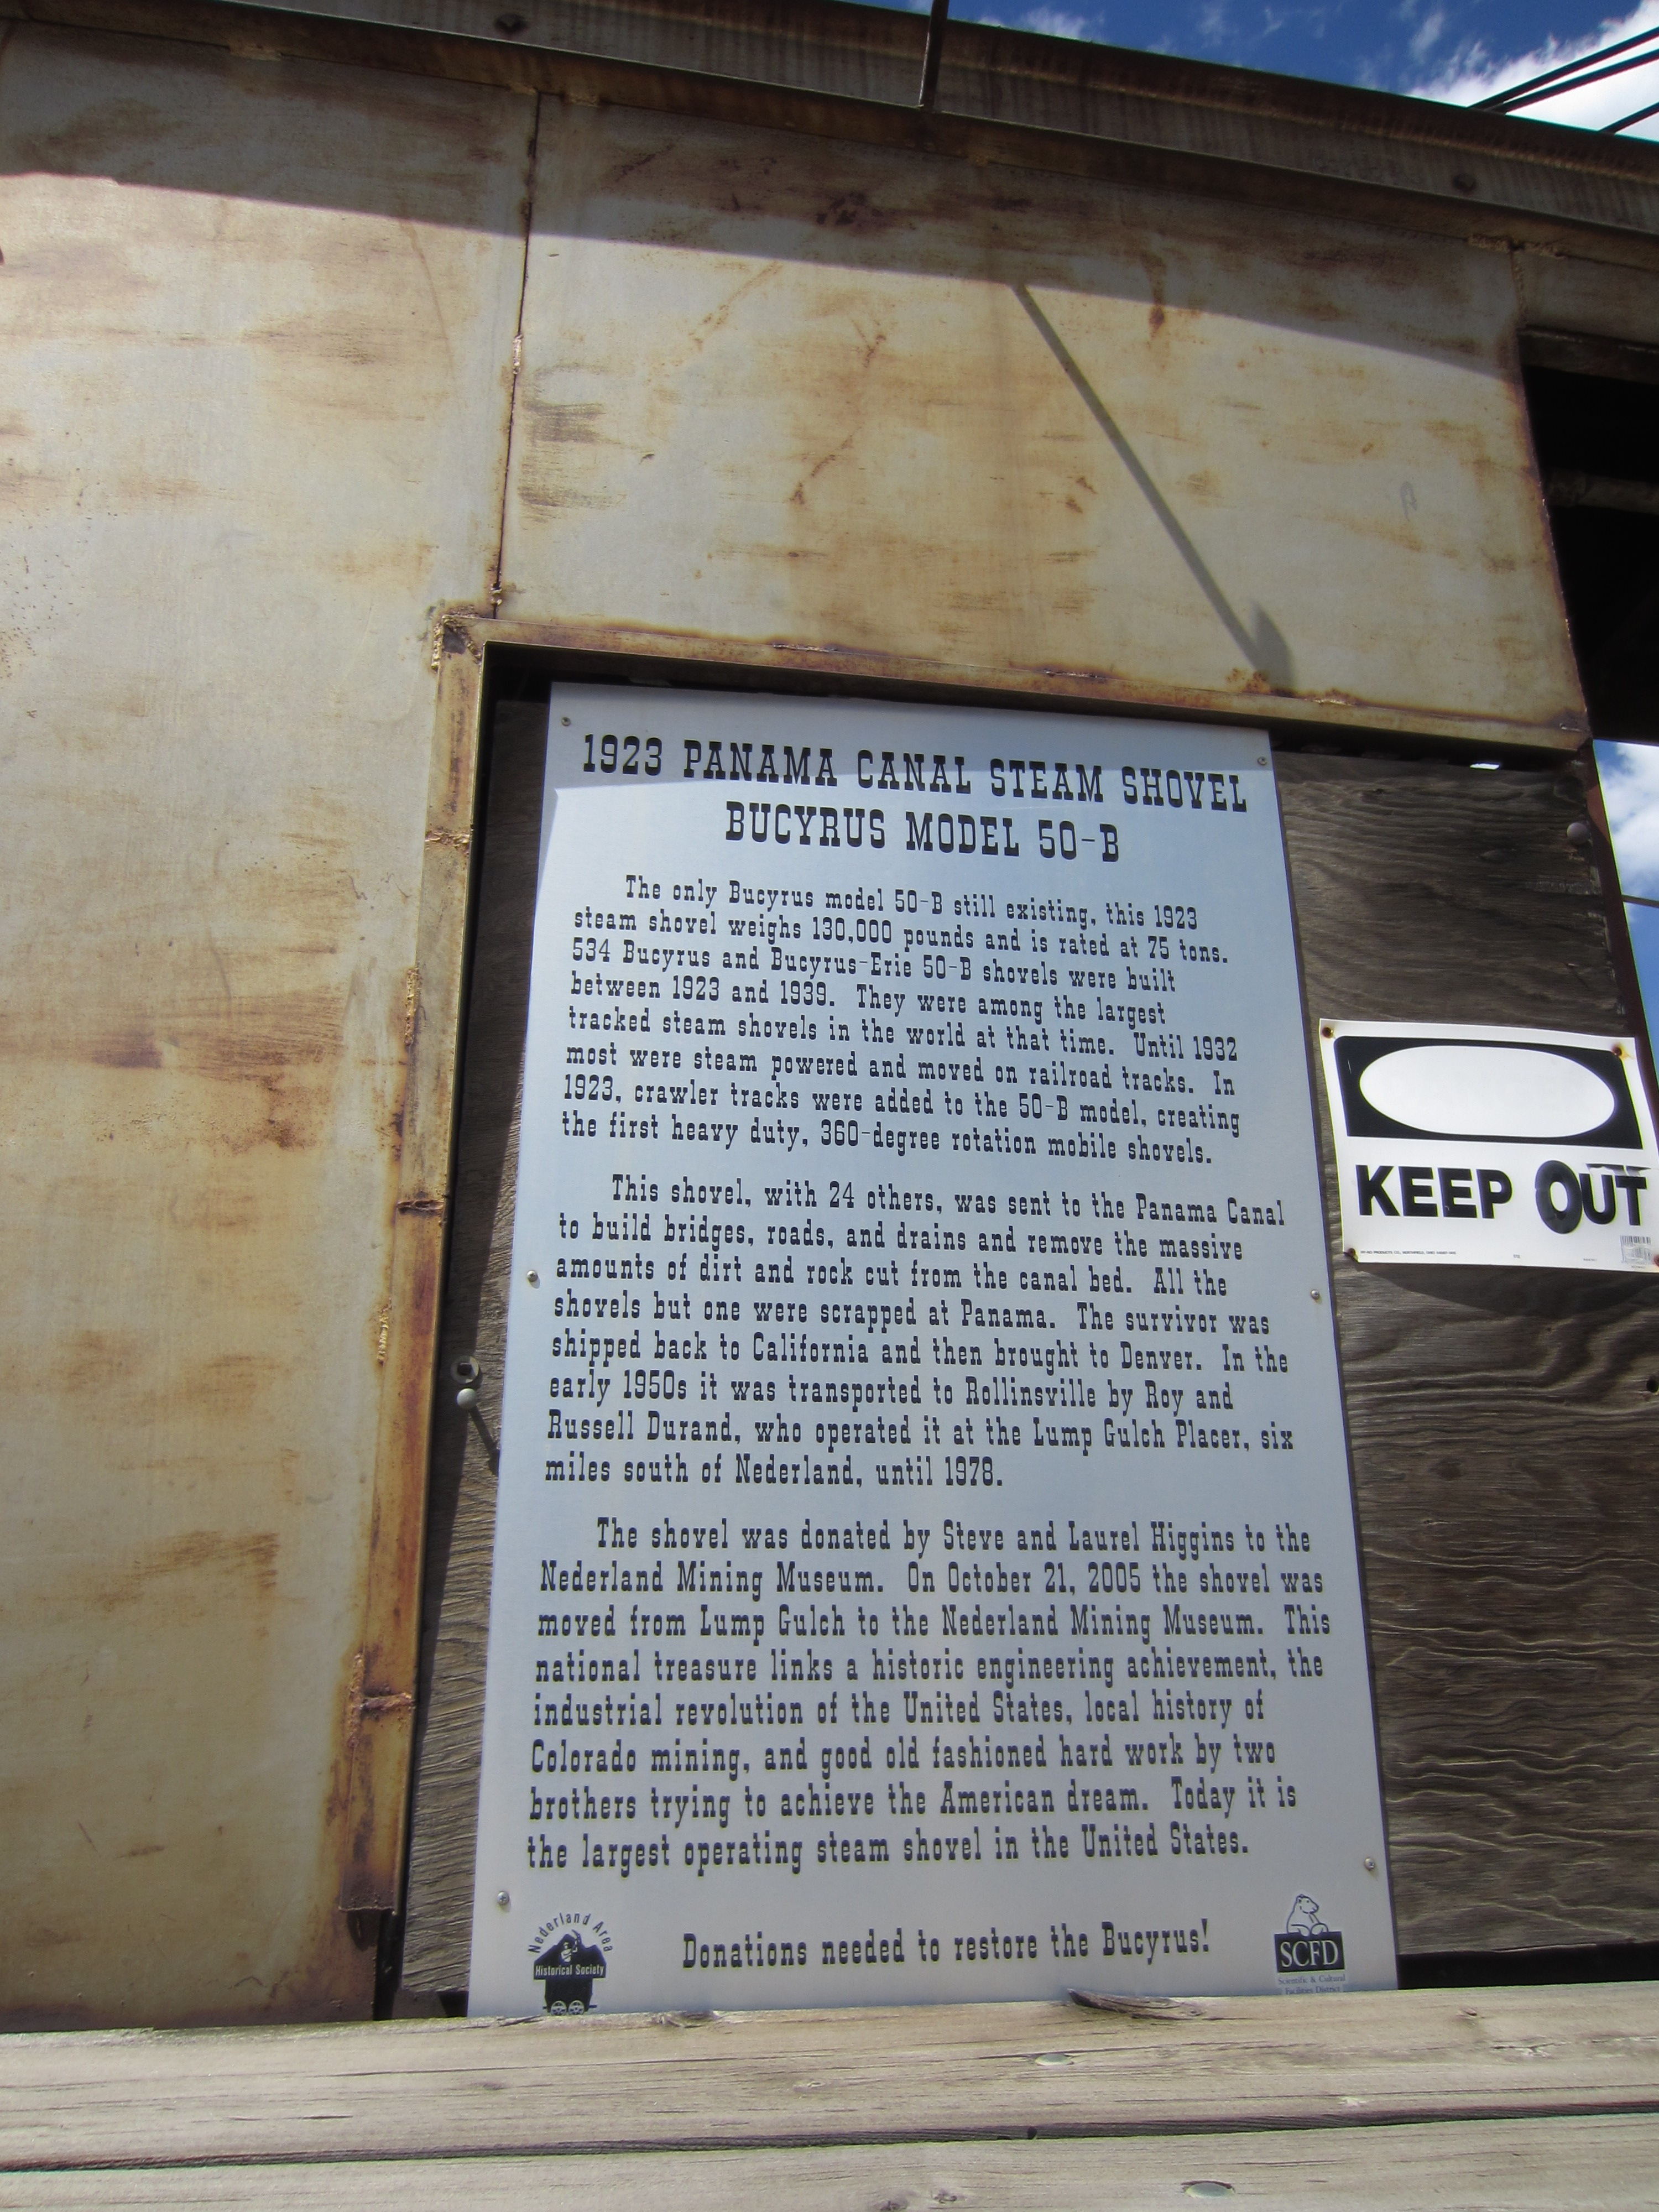 1923 PANAMA CANAL STEAM SHOVEL
BUCYRUS MODEL 50-B
The only Bucyrus model 50-B still existing, this 1923
steam shovel weighs 130,000 pounds and is rated at 75 tons.
534 Bucyrus and Bucyrus-Erie 50-B shovels were built
between 1923 and 1939. They were among the largest
tracked steam shovels in the world at that time. Until 1932
most were steam powered and moved on railroad tracks. In
1923, crawler tracks were added to the 50-B model, creating
the first heavy duty, 360-degree rotation mobile shovels.
This shovel, with 24 others, was sent to the Panama Canal
to build bridges, roads, and drains and remove the massive
amounts of dirt and rock cut from the canal bed. All the
shovels but one were scrapped at Panama. The survivor was
shipped back to California and then brought to Denver. In the
early 1950s it was transported to Rollinsville by Roy and
Russell Durand, who operated it at the Lump Gulch Placer, six
miles south of Nederland, until 1978.
The shovel was donated by Steve and Laurel Higgins to the
Nederland Mining Museum. On October 21, 2005 the shovel was
moved from Lump Gulch to the Nederland Mining Museum. This
national treasure links a historic engineering achievement, the
industrial revolution of the United States, local history of
Colorado mining, and good old fashioned hard work by two
brothers trying to achieve the American dream. Today it is
the largest operating steam shovel in the United States.
Nederland Area
Historical Society
Donations needed to restore the Bucyrus!
SCFD
Scientific & Cultural
Facilities District
KEEP OUT